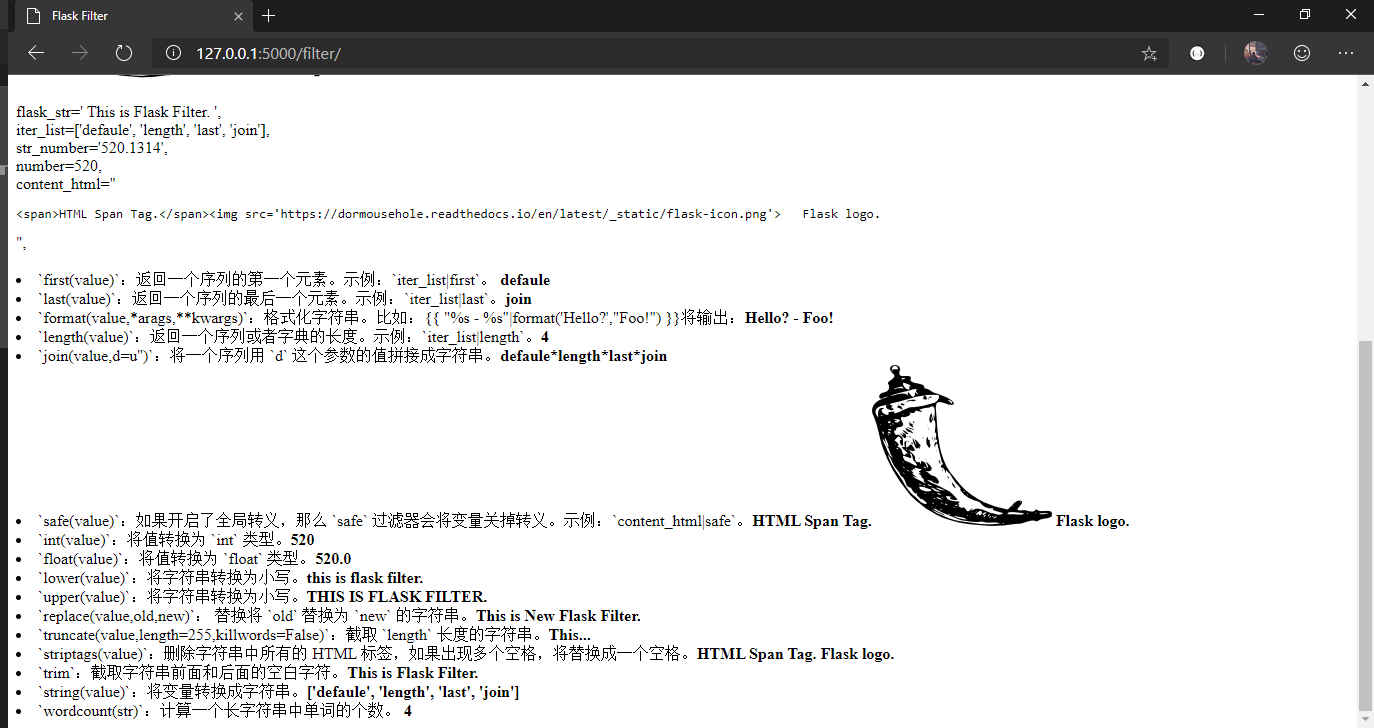 Flask Filter
127.0.0.1:5000/filter/
flask_str=' This is Flask Filter. ',
iter_list=['defaule', 'length', 'last', 'join'],
str_number='520.1314',
number=520,
content_html="
<span>HTML Span Tag.</span><img src='https://dormousehole.readthedocs.io/en/latest/_static/flask-icon.png'>   Flask logo.
",
• `first(value)`：返回一个序列的第一个元素。示例：`iter_list|first`。 defaule
• `last(value)`：返回一个序列的最后一个元素。示例：`iter_list|last`。join
• `format(value,*arags,**kwargs)`：格式化字符串。比如：{{ "%s - %s"|format('Hello?',"Foo!") }}将输出：Hello? - Foo!
• `length(value)`：返回一个序列或者字典的长度。示例：`iter_list|length`。4
• `join(value,d=u'')`：将一个序列用 `d` 这个参数的值拼接成字符串。defaule*length*last*join
• `safe(value)`：如果开启了全局转义，那么 `safe` 过滤器会将变量关掉转义。示例：`content_html|safe`。HTML Span Tag. Flask logo.
• `int(value)`：将值转换为 `int` 类型。520
• `float(value)`：将值转换为 `float` 类型。520.0
• `lower(value)`：将字符串转换为小写。this is flask filter.
• `upper(value)`：将字符串转换为小写。THIS IS FLASK FILTER.
• `replace(value,old,new)`： 替换将 `old` 替换为 `new` 的字符串。This is New Flask Filter.
• `truncate(value,length=255,killwords=False)`：截取 `length` 长度的字符串。This...
• `striptags(value)`：删除字符串中所有的 HTML 标签，如果出现多个空格，将替换成一个空格。HTML Span Tag. Flask logo.
• `trim`：截取字符串前面和后面的空白字符。This is Flask Filter.
• `string(value)`：将变量转换成字符串。['defaule', 'length', 'last', 'join']
• `wordcount(str)`：计算一个长字符串中单词的个数。 4